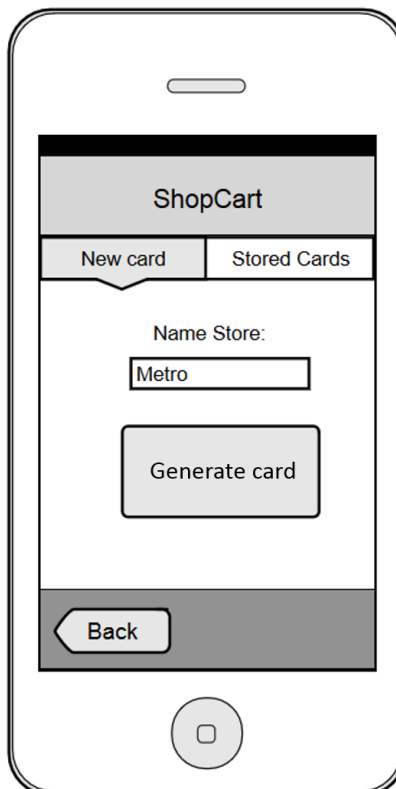 ShopCart
New card
Stored Cards
Name Store:
Metro
Generate card
Back